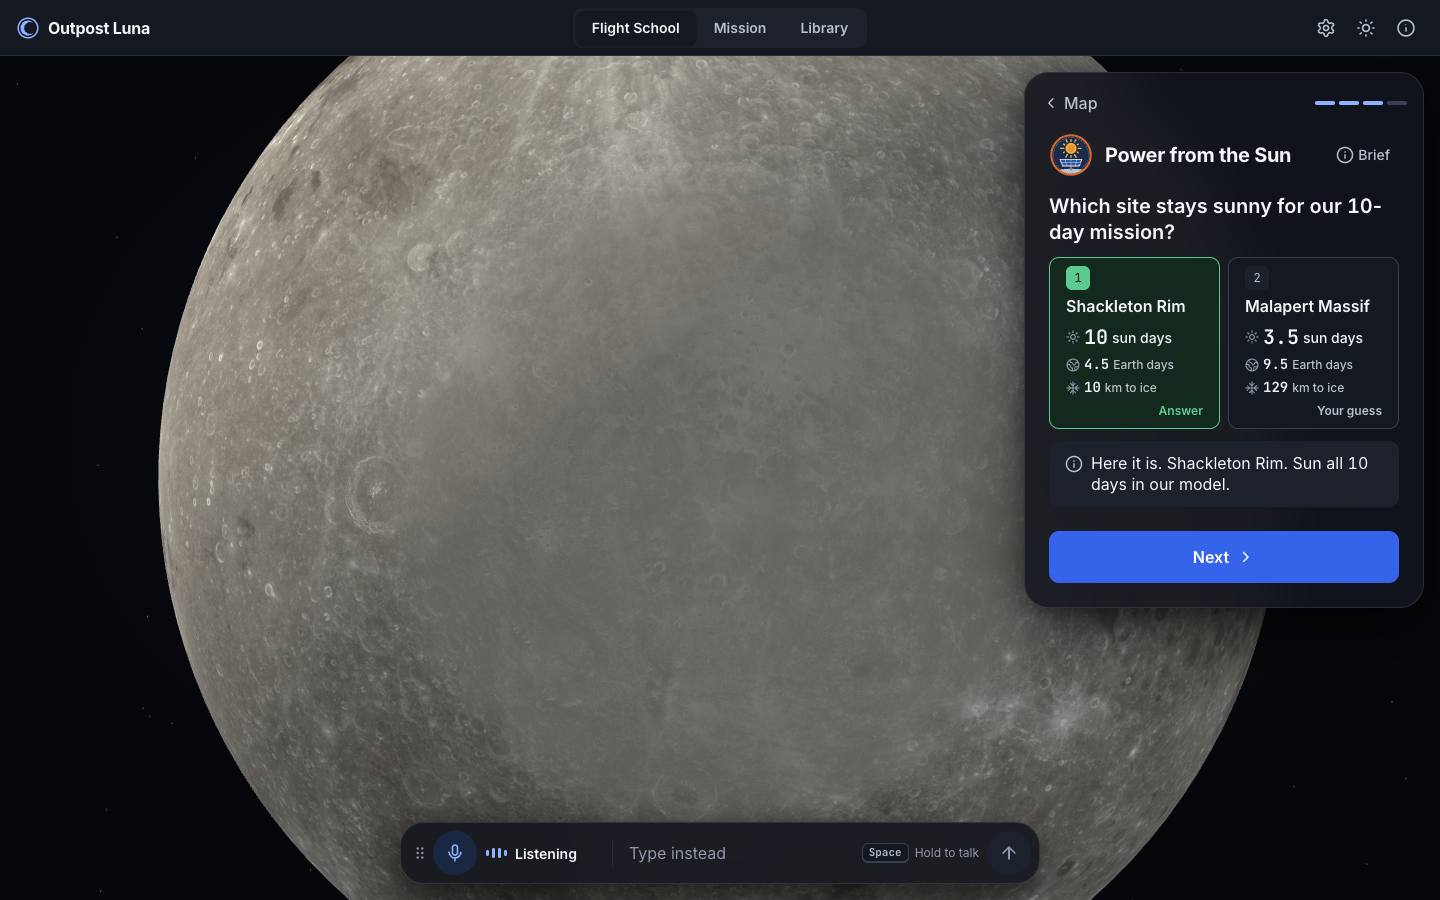 Outpost Luna
Flight School
Mission
Library
Map
Power from the Sun
Brief
Which site stays sunny for our 10-
day mission?
1
Shackleton Rim
10 sun days
4.5 Earth days
10 km to ice
Answer
2
Malapert Massif
3.5 sun days
9.5 Earth days
129 km to ice
Your guess
Here it is. Shackleton Rim. Sun all 10
days in our model.
Next
Listening
Type instead
Space
Hold to talk